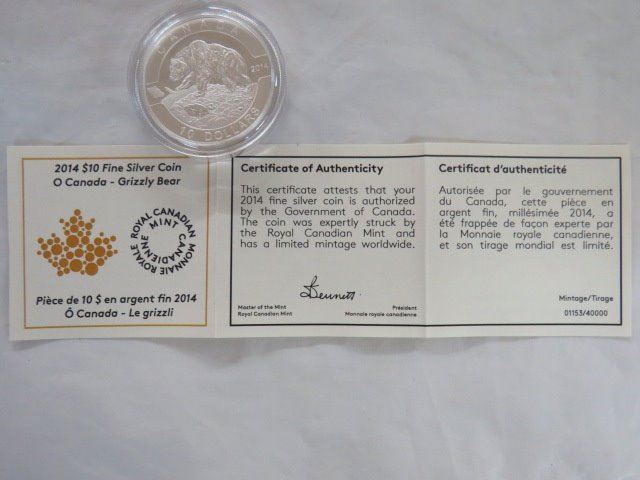 CANADA
2014
10 DOLLARS
2014 $10 Fine Silver Coin
O Canada - Grizzly Bear
ROYAL CANADIAN MINT
MONNAIE ROYALE CANADIENNE
Pièce de 10 $ en argent fin 2014
Ô Canada - Le grizzli
Certificate of Authenticity
This certificate attests that your
2014 fine silver coin is authorized
by the Government of Canada.
The coin was expertly struck by
the Royal Canadian Mint and
has a limited mintage worldwide.
Master of the Mint
Royal Canadian Mint
Président
Monnaie royale canadienne
Certificat d'authenticité
Autorisée par le gouvernement
du Canada, cette pièce en
argent fin, millésimée 2014, a
été frappée de façon experte par
la Monnaie royale canadienne,
et son tirage mondial est limité.
Mintage/Tirage
01153/40000